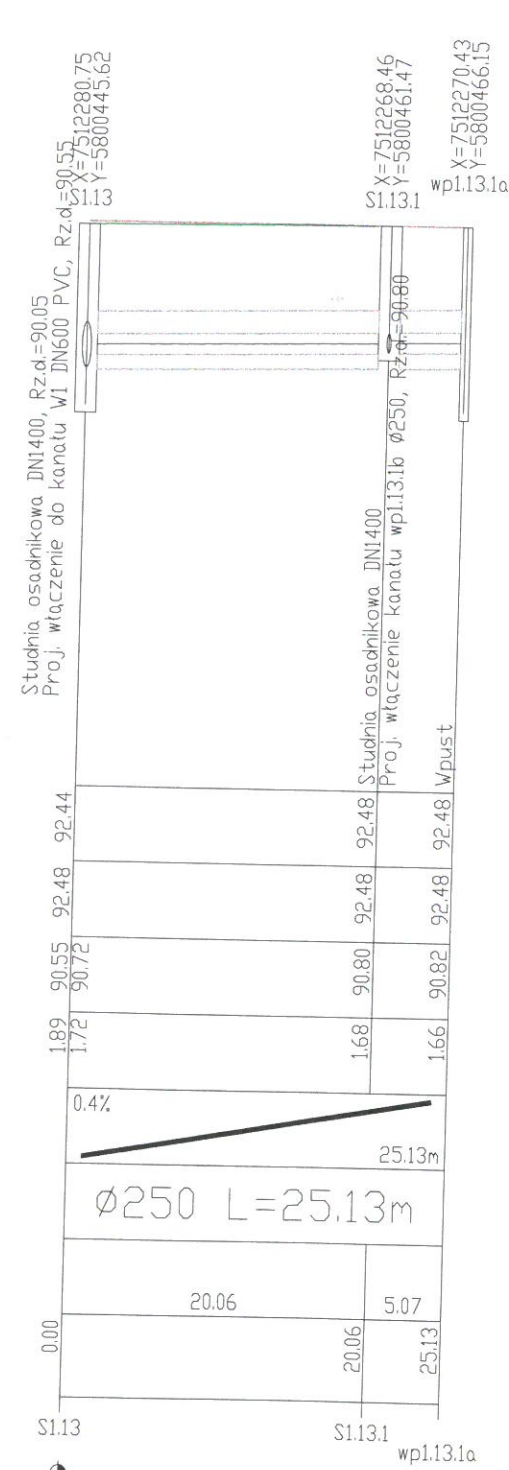 X=7512280.75
Y=5800445.62
S1.13
X=7512268.46
Y=5800461.47
S1.13.1
X=7512270.43
Y=5800466.15
wp1.13.1a
Studnia osadnikowa DN1400, Rz.d.=90.05
Proj. włączenie do kanału W1 DN600 PVC, Rz.d.=90.55
Studnia osadnikowa DN1400
Proj. włączenie kanału wp1.13.1b Ø250, Rz.d.=90.80
Wpust
92.44 92.48 92.48
92.48 92.48 92.48
90.55
90.72 90.80 90.82
1.89
1.72 1.68 1.66
0.4%
25.13m
Ø250 L=25.13m
20.06 5.07
0.00 20.06 25.13
S1.13 S1.13.1 wp1.13.1a